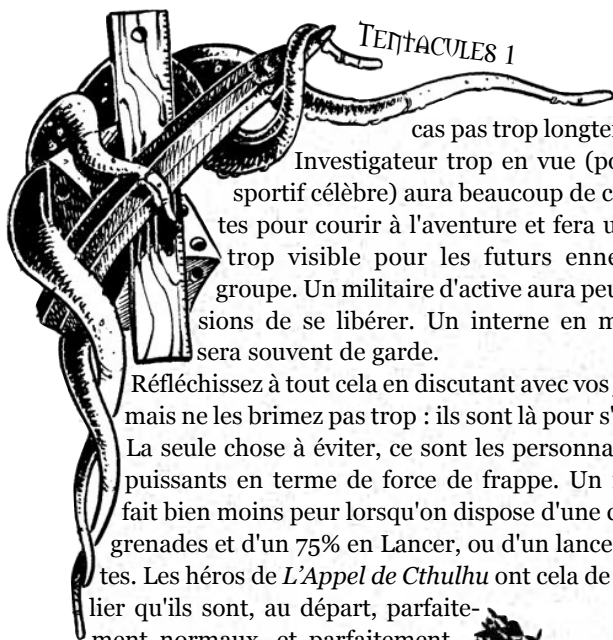 TENTACULES 1
cas pas trop
Investigateur trop en vue
sportif célèbre) aura beaucoup de
tes pour courir à l'aventure et fera
trop visible pour les futurs
groupe. Un militaire d'active aura peu
sions de se libérer. Un interne en
sera souvent de garde.
Réfléchissez à tout cela en discutant avec vos
mais ne les brimez pas trop : ils sont là pour
La seule chose à éviter, ce sont les
puissants en terme de force de frappe. Un
fait bien moins peur lorsqu'on dispose d'une
grenades et d'un 75% en Lancer, ou d'un
tes. Les héros de L'Appel de Cthulhu ont cela de
lier qu'ils sont, au départ, parfaite-
ment normaux, et parfaitement